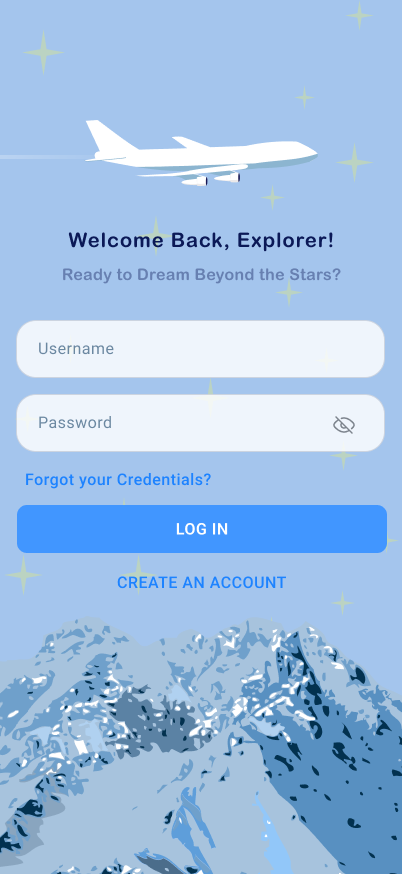 Welcome Back, Explorer!
Ready to Dream Beyond the Stars?
Username
Password
Forgot your Credentials?
LOG IN
CREATE AN ACCOUNT